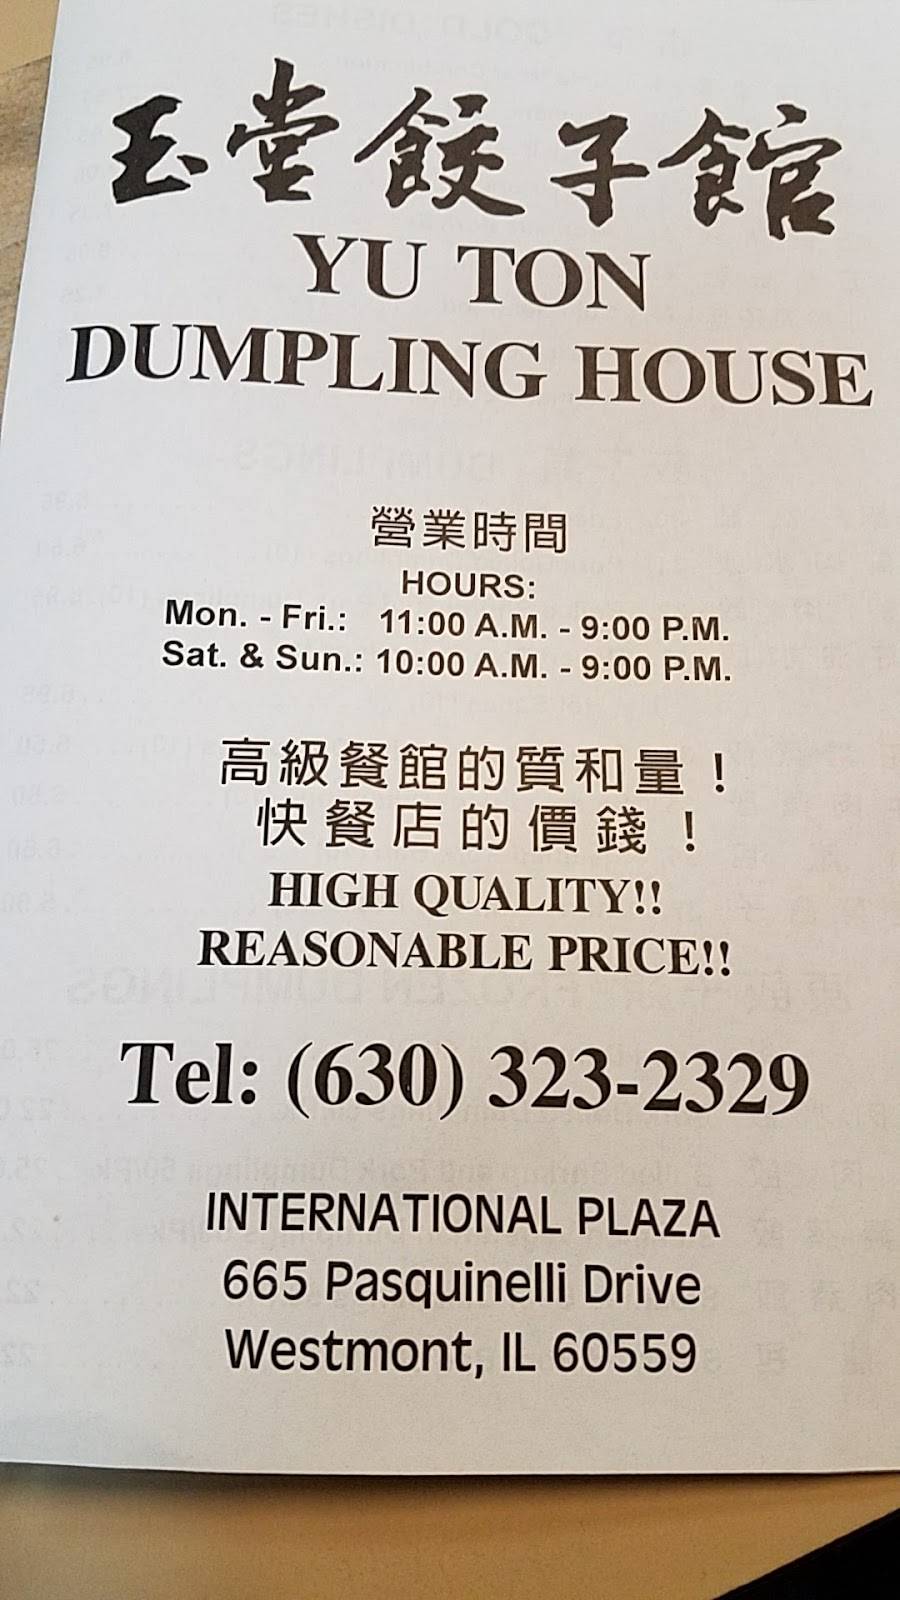 玉堂餃子館
YU TON
DUMPLING HOUSE
營業時間
HOURS:
Mon. - Fri.: 11:00 A.M. - 9:00 P.M.
Sat. & Sun.: 10:00 A.M. - 9:00 P.M.
高級餐館的質和量！
快餐店的價錢！
HIGH QUALITY!!
REASONABLE PRICE!!
Tel: (630) 323-2329
INTERNATIONAL PLAZA
665 Pasquinelli Drive
Westmont, IL 60559